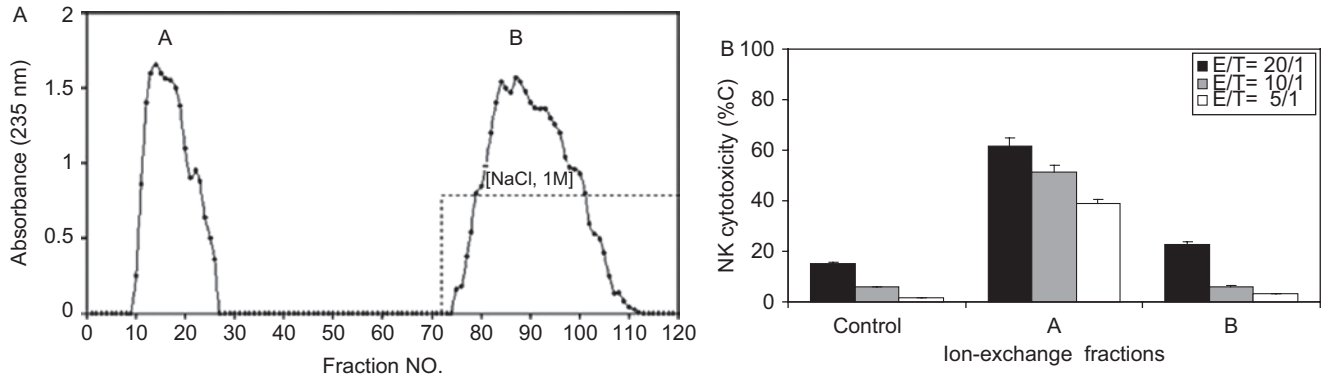 A
Absorbance (235 nm)
2
1.5
1
0.5
0
A
B
[NaCl, 1M]
0 10 20 30 40 50 60 70 80 90 100 110 120
Fraction NO.
B
NK cytotoxicity (%C)
100
80
60
40
20
0
E/T= 20/1
E/T= 10/1
E/T= 5/1
Control A B
Ion-exchange fractions